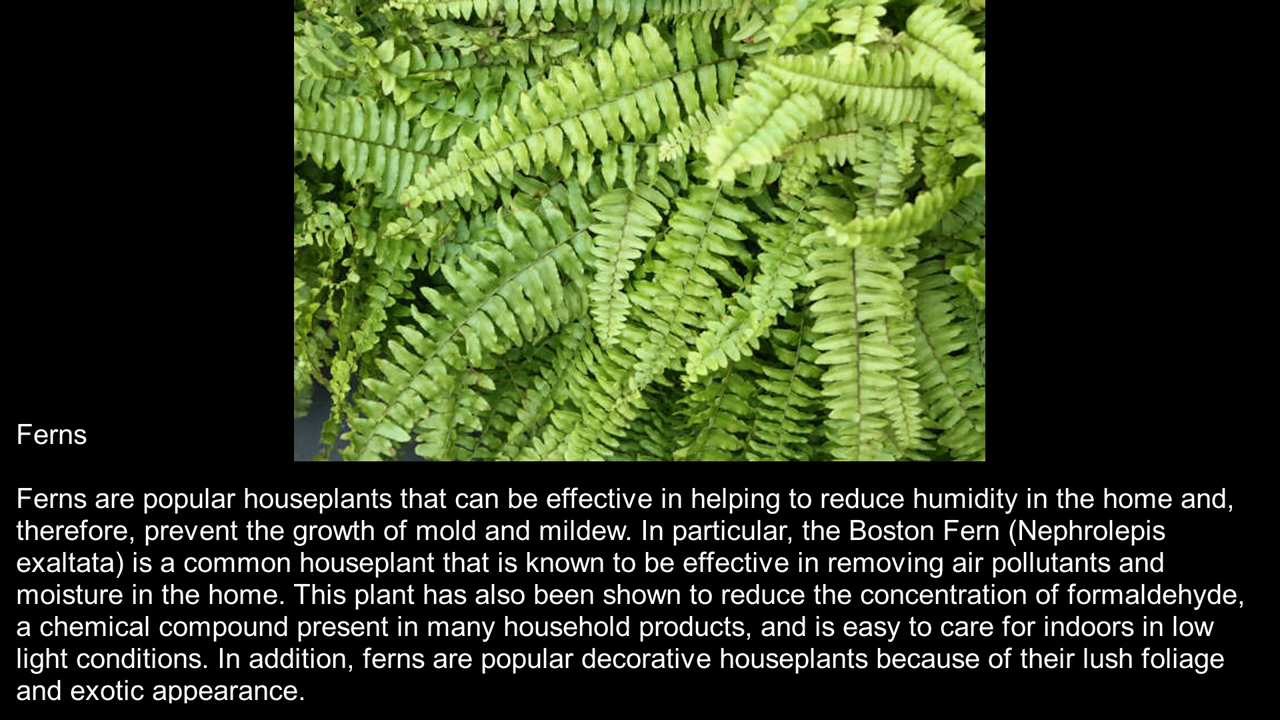 Ferns
Ferns are popular houseplants that can be effective in helping to reduce humidity in the home and,
therefore, prevent the growth of mold and mildew. In particular, the Boston Fern (Nephrolepis
exaltata) is a common houseplant that is known to be effective in removing air pollutants and
moisture in the home. This plant has also been shown to reduce the concentration of formaldehyde,
a chemical compound present in many household products, and is easy to care for indoors in low
light conditions. In addition, ferns are popular decorative houseplants because of their lush foliage
and exotic appearance.